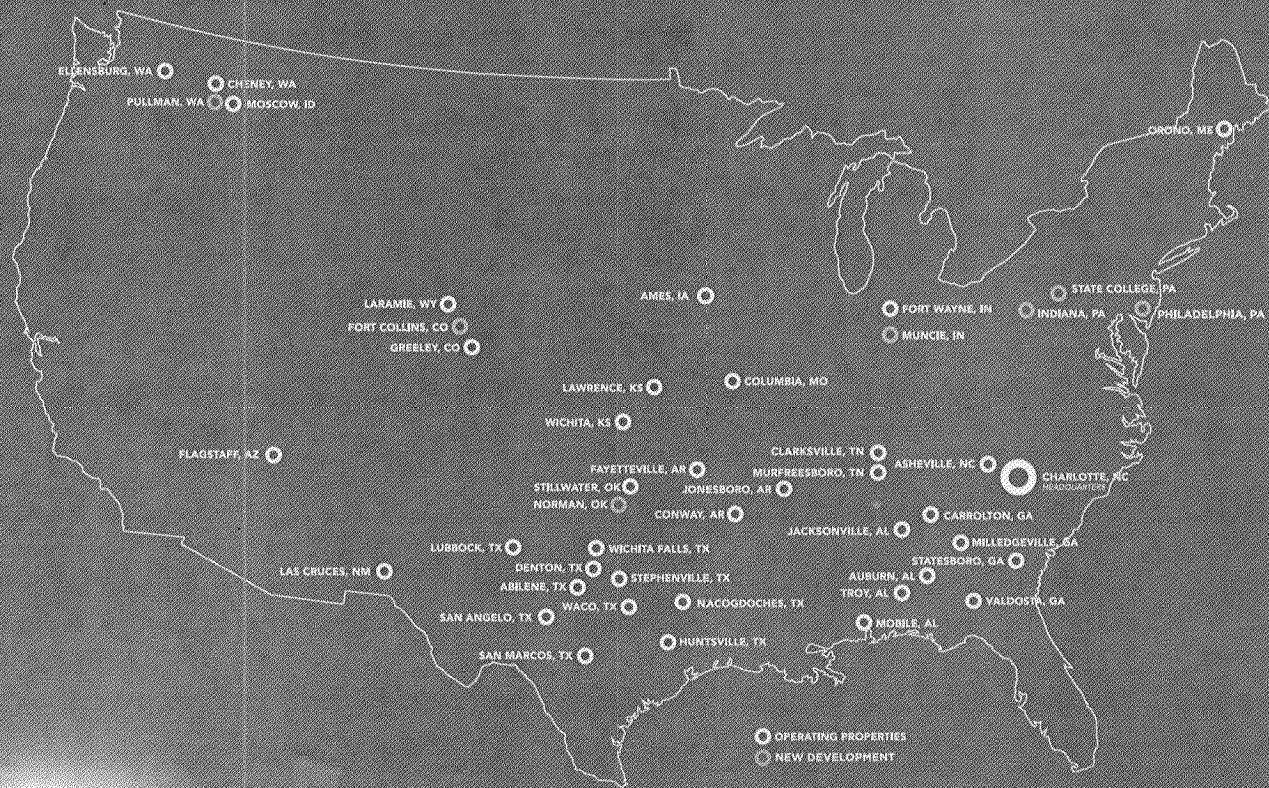 ELLENSBURG, WA
CHENEY, WA
PULLMAN, WA
MOSCOW, ID
ORONO, ME
STATE COLLEGE, PA
AMES, IA
LARAMIE, WY
FORT WAYNE, IN
INDIANA, PA
PHILADELPHIA, PA
FORT COLLINS, CO
MUNCIE, IN
GREELEY, CO
COLUMBIA, MO
LAWRENCE, KS
WICHITA, KS
CLARKSVILLE, TN
FLAGSTAFF, AZ
ASHEVILLE, NC
FAYETTEVILLE, AR
MURFREESBORO, TN
CHARLOTTE, NC
HEADQUARTERS
STILLWATER, OK
JONESBORO, AR
NORMAN, OK
CONWAY, AR
CARROLTON, GA
JACKSONVILLE, AL
MILLEDGEVILLE, GA
LUBBOCK, TX
WICHITA FALLS, TX
STATESBORO, GA
DENTON, TX
LAS CRUCES, NM
STEPHENVILLE, TX
AUBURN, AL
ABILENE, TX
TROY, AL
VALDOSTA, GA
NACOGDOCHES, TX
WACO, TX
SAN ANGELO, TX
MOBILE, AL
HUNTSVILLE, TX
SAN MARCOS, TX
OPERATING PROPERTIES
NEW DEVELOPMENT